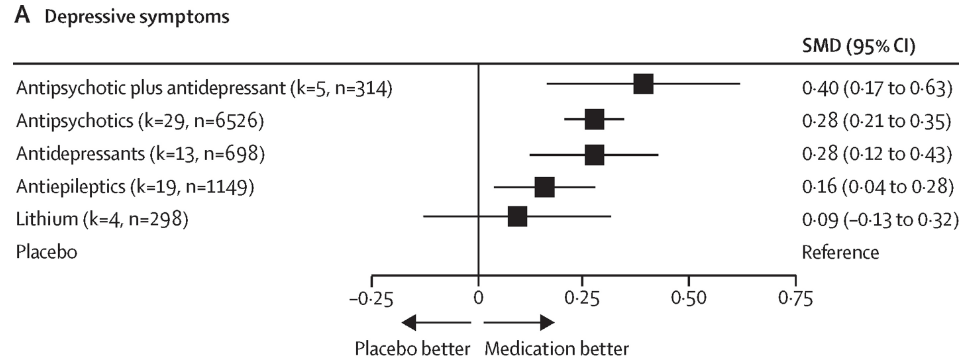 A Depressive symptoms
SMD (95% CI)
Antipsychotic plus antidepressant (k=5, n=314) 0·40 (0·17 to 0·63)
Antipsychotics (k=29, n=6526) 0·28 (0·21 to 0·35)
Antidepressants (k=13, n=698) 0·28 (0·12 to 0·43)
Antiepileptics (k=19, n=1149) 0·16 (0·04 to 0·28)
Lithium (k=4, n=298) 0·09 (–0·13 to 0·32)
Placebo Reference
–0·25 0 0·25 0·50 0·75
Placebo better Medication better